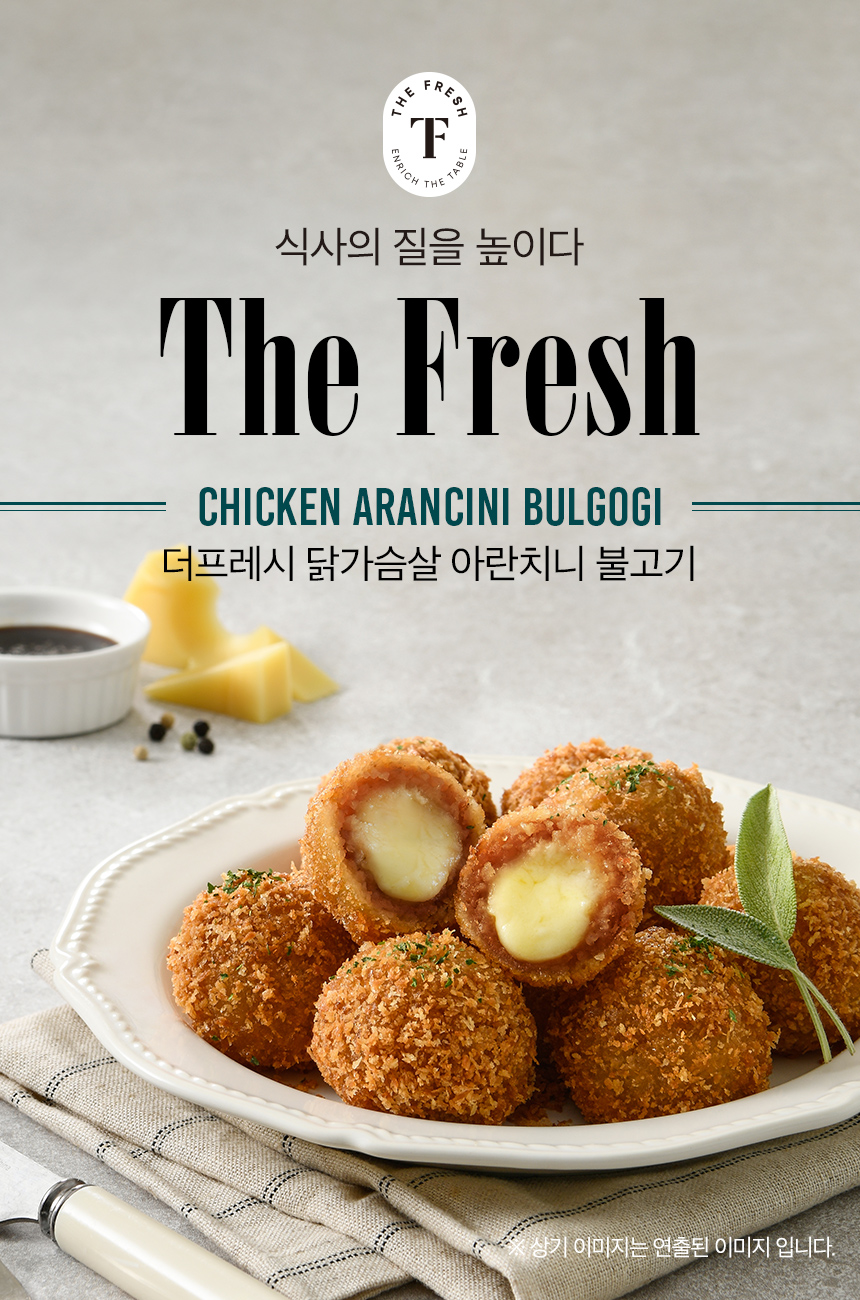 THE FRESH
TF
ENRICH THE TABLE
식사의 질을 높이다
The Fresh
CHICKEN ARANCINI BULGOGI
더프레시 닭가슴살 아란치니 불고기
※ 상기 이미지는 연출된 이미지 입니다.